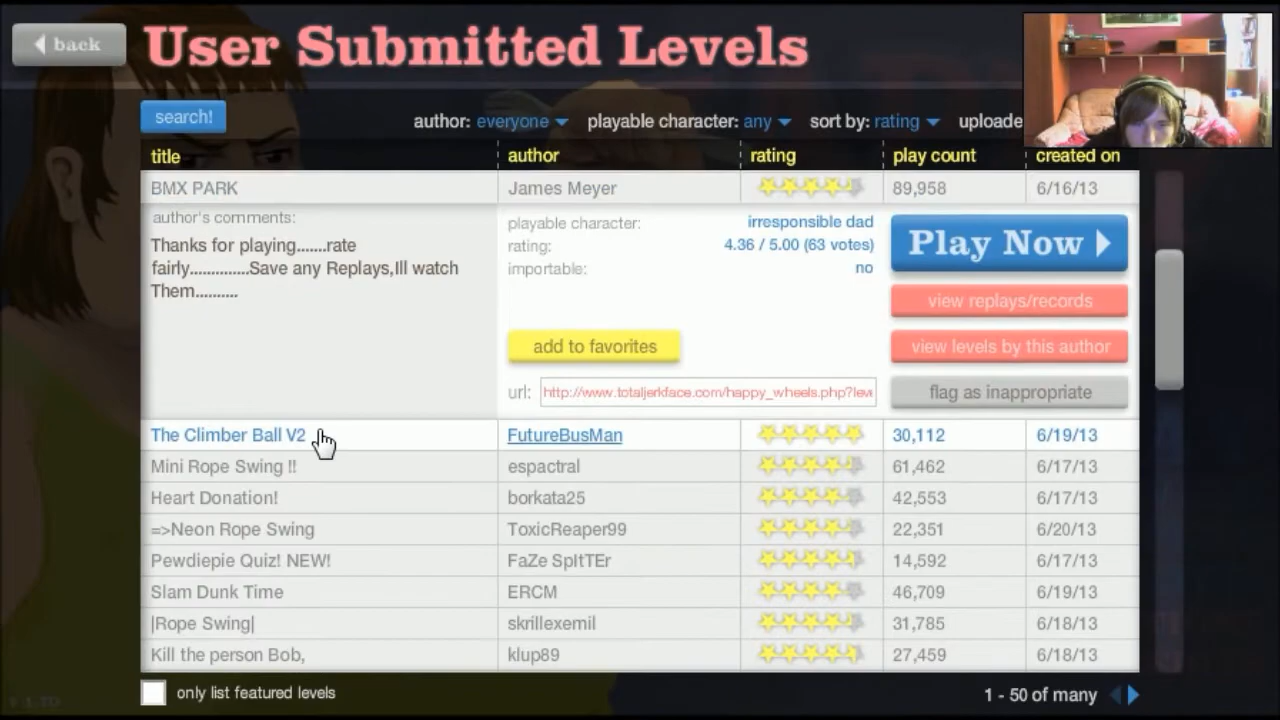 back
User Submitted Levels
search!
author: everyone playable character: any sort by: rating uploade
title author rating play count created on
BMX PARK James Meyer 89,958 6/16/13
author's comments:
Thanks for playing.......rate
fairly..............Save any Replays,Ill watch
Them..........
playable character: irresponsible dad
rating: 4.36 / 5.00 (63 votes)
importable: no
add to favorites
url: http://www.totaljerkface.com/happy_wheels.php?leve
Play Now
view replays/records
view levels by this author
flag as inappropriate
The Climber Ball V2 FutureBusMan 30,112 6/19/13
Mini Rope Swing !! espactral 61,462 6/17/13
Heart Donation! borkata25 42,553 6/17/13
=>Neon Rope Swing ToxicReaper99 22,351 6/20/13
Pewdiepie Quiz! NEW! FaZe SpItTEr 14,592 6/17/13
Slam Dunk Time ERCM 46,709 6/19/13
|Rope Swing| skrillexemil 31,785 6/18/13
Kill the person Bob, klup89 27,459 6/18/13
only list featured levels
1 - 50 of many